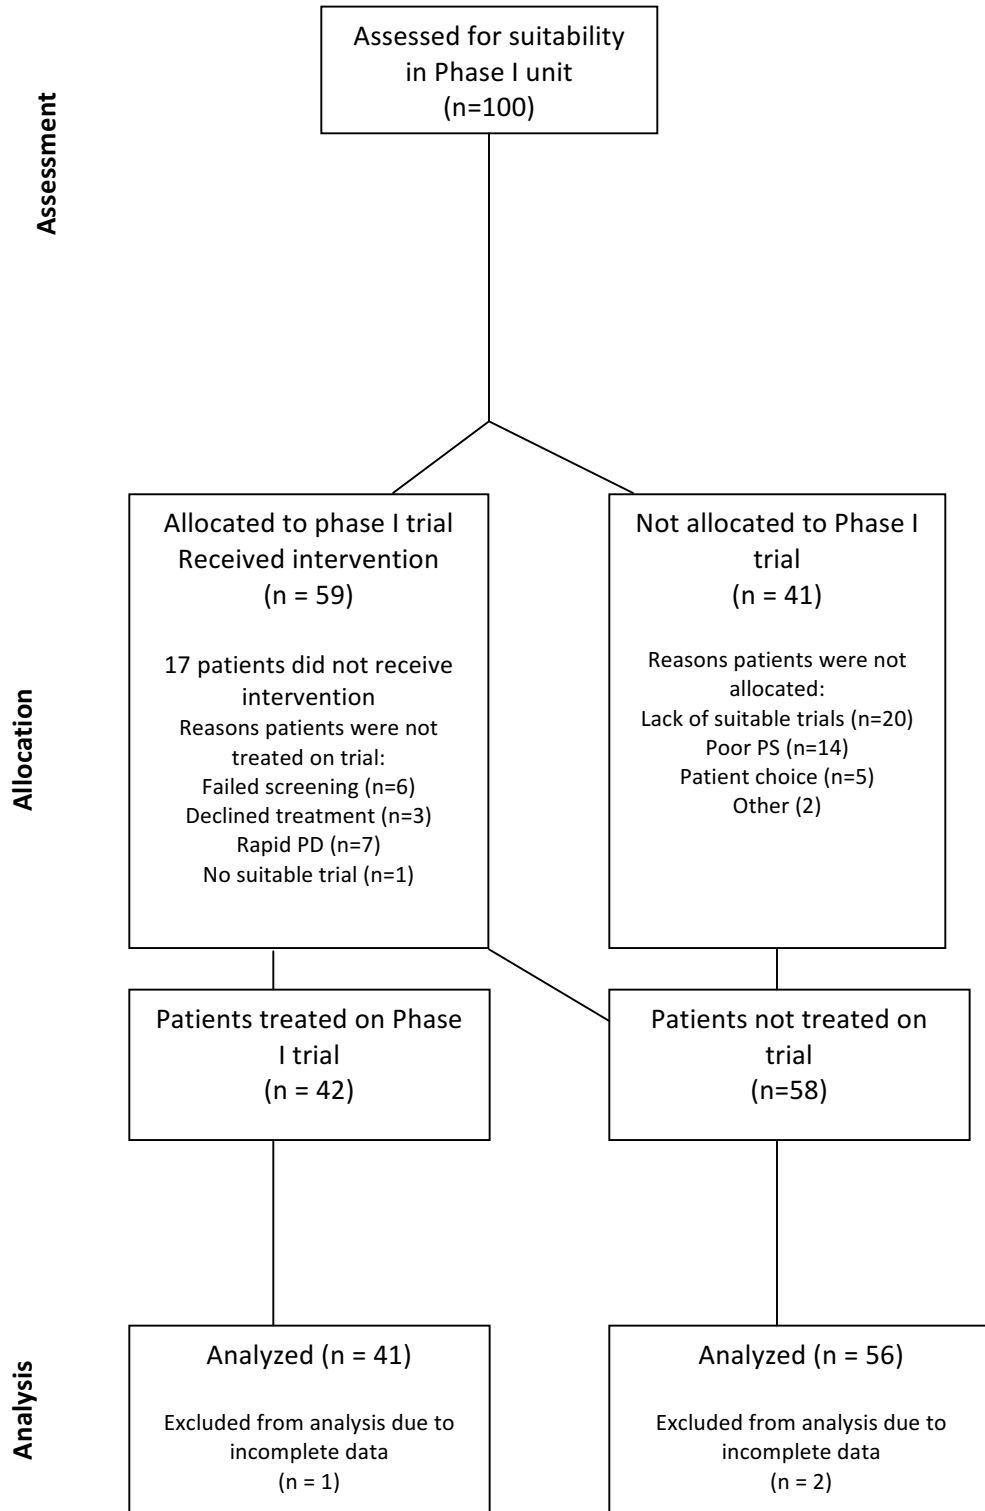 Assessment
Assessed for suitability
in Phase I unit
(n=100)
Allocation
Allocated to phase I trial
Received intervention
(n = 59)
17 patients did not receive
intervention
Reasons patients were not
treated on trial:
Failed screening (n=6)
Declined treatment (n=3)
Rapid PD (n=7)
No suitable trial (n=1)
Not allocated to Phase I
trial
(n = 41)
Reasons patients were not
allocated:
Lack of suitable trials (n=20)
Poor PS (n=14)
Patient choice (n=5)
Other (2)
Patients treated on Phase
I trial
(n = 42)
Patients not treated on
trial
(n=58)
Analysis
Analyzed (n = 41)
Excluded from analysis due to
incomplete data
(n = 1)
Analyzed (n = 56)
Excluded from analysis due to
incomplete data
(n = 2)